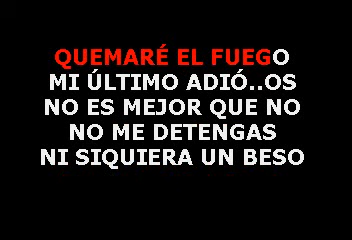 QUEMARÉ EL FUEGO
MI ÚLTIMO ADIÓ..OS
NO ES MEJOR QUE NO
NO ME DETENGAS
NI SIQUIERA UN BESO